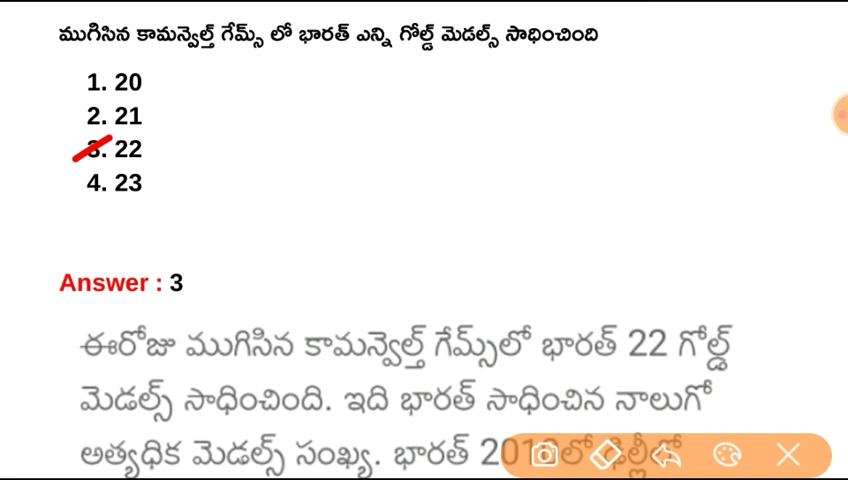 ముగిసిన కామన్వెల్త్ గేమ్స్ లో భారత్ ఎన్ని గోల్డ్ మెడల్స్ సాధించింది
1. 20
2. 21
3. 22
4. 23
Answer : 3
ఈరోజు ముగిసిన కామన్వెల్త్ గేమ్స్‌లో భారత్ 22 గోల్డ్
మెడల్స్ సాధించింది. ఇది భారత్ సాధించిన నాలుగో
అత్యధిక మెడల్స్ సంఖ్య. భారత్